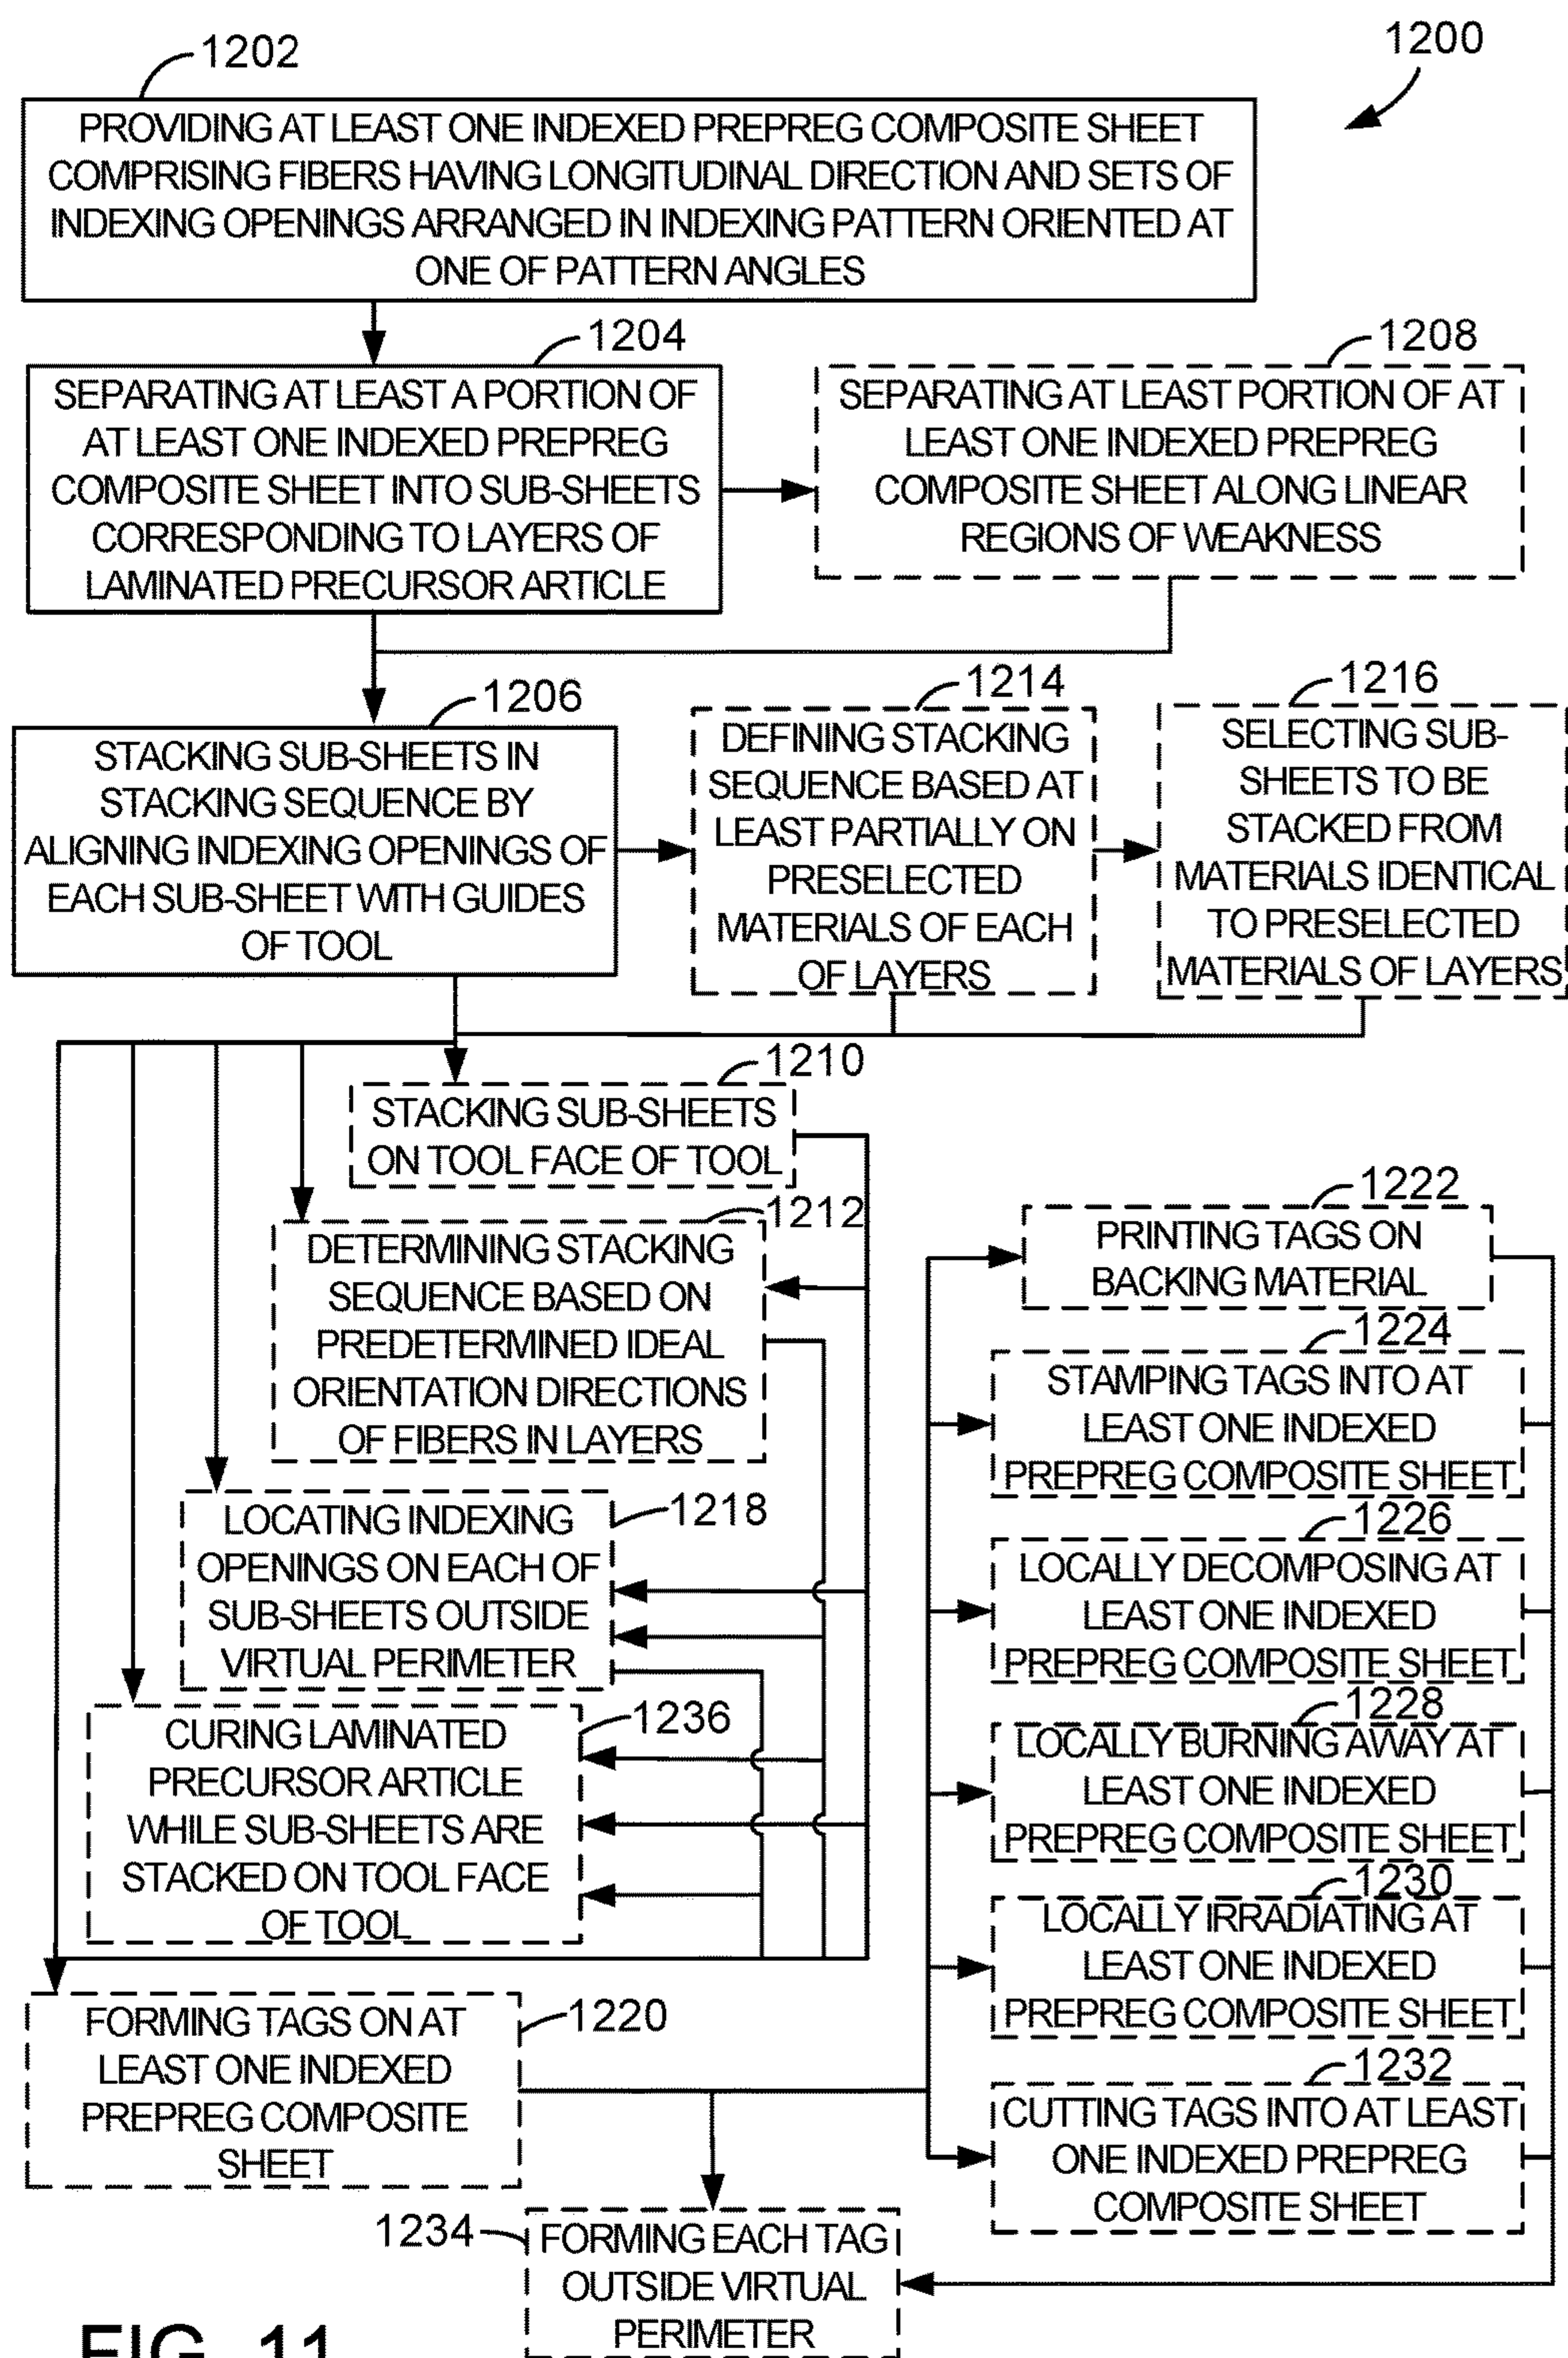 1202
1200
PROVIDING AT LEAST ONE INDEXED PREPREG COMPOSITE SHEET
COMPRISING FIBERS HAVING LONGITUDINAL DIRECTION AND SETS OF
INDEXING OPENINGS ARRANGED IN INDEXING PATTERN ORIENTED AT
ONE OF PATTERN ANGLES
1204
SEPARATING AT LEAST A PORTION OF
AT LEAST ONE INDEXED PREPREG
COMPOSITE SHEET INTO SUB-SHEETS
CORRESPONDING TO LAYERS OF
LAMINATED PRECURSOR ARTICLE
1208
SEPARATING AT LEAST PORTION OF AT
LEAST ONE INDEXED PREPREG
COMPOSITE SHEET ALONG LINEAR
REGIONS OF WEAKNESS
1206
STACKING SUB-SHEETS IN
STACKING SEQUENCE BY
ALIGNING INDEXING OPENINGS OF
EACH SUB-SHEET WITH GUIDES
OF TOOL
1214
DEFINING STACKING
SEQUENCE BASED AT
LEAST PARTIALLY ON
PRESELECTED
MATERIALS OF EACH
OF LAYERS
1216
SELECTING SUB-
SHEETS TO BE
STACKED FROM
MATERIALS IDENTICAL
TO PRESELECTED
MATERIALS OF LAYERS
1210
STACKING SUB-SHEETS
ON TOOL FACE OF TOOL
1212
DETERMINING STACKING
SEQUENCE BASED ON
PREDETERMINED IDEAL
ORIENTATION DIRECTIONS
OF FIBERS IN LAYERS
1218
LOCATING INDEXING
OPENINGS ON EACH OF
SUB-SHEETS OUTSIDE
VIRTUAL PERIMETER
1236
CURING LAMINATED
PRECURSOR ARTICLE
WHILE SUB-SHEETS ARE
STACKED ON TOOL FACE
OF TOOL
1220
FORMING TAGS ON AT
LEAST ONE INDEXED
PREPREG COMPOSITE
SHEET
1222
PRINTING TAGS ON
BACKING MATERIAL
1224
STAMPING TAGS INTO AT
LEAST ONE INDEXED
PREPREG COMPOSITE SHEET
1226
LOCALLY DECOMPOSING AT
LEAST ONE INDEXED
PREPREG COMPOSITE SHEET
1228
LOCALLY BURNING AWAY AT
LEAST ONE INDEXED
PREPREG COMPOSITE SHEET
1230
LOCALLY IRRADIATING AT
LEAST ONE INDEXED
PREPREG COMPOSITE SHEET
1232
CUTTING TAGS INTO AT LEAST
ONE INDEXED PREPREG
COMPOSITE SHEET
1234
FORMING EACH TAG
OUTSIDE VIRTUAL
PERIMETER
FIG. 11